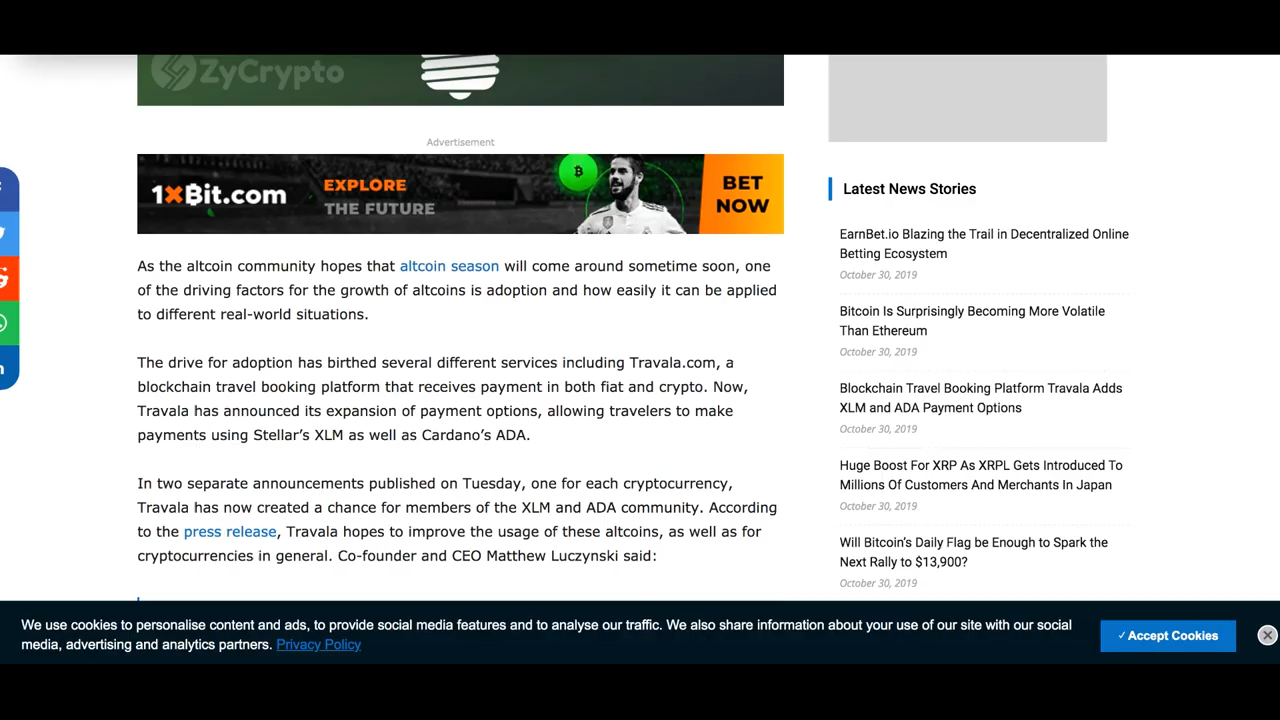 ZyCrypto
Advertisement
1xBit.com
EXPLORE
THE FUTURE
BET
NOW
As the altcoin community hopes that altcoin season will come around sometime soon, one
of the driving factors for the growth of altcoins is adoption and how easily it can be applied
to different real-world situations.
The drive for adoption has birthed several different services including Travala.com, a
blockchain travel booking platform that receives payment in both fiat and crypto. Now,
Travala has announced its expansion of payment options, allowing travelers to make
payments using Stellar’s XLM as well as Cardano’s ADA.
In two separate announcements published on Tuesday, one for each cryptocurrency,
Travala has now created a chance for members of the XLM and ADA community. According
to the press release, Travala hopes to improve the usage of these altcoins, as well as for
cryptocurrencies in general. Co-founder and CEO Matthew Luczynski said:
Latest News Stories
EarnBet.io Blazing the Trail in Decentralized Online
Betting Ecosystem
October 30, 2019
Bitcoin Is Surprisingly Becoming More Volatile
Than Ethereum
October 30, 2019
Blockchain Travel Booking Platform Travala Adds
XLM and ADA Payment Options
October 30, 2019
Huge Boost For XRP As XRPL Gets Introduced To
Millions Of Customers And Merchants In Japan
October 30, 2019
Will Bitcoin’s Daily Flag be Enough to Spark the
Next Rally to $13,900?
October 30, 2019
We use cookies to personalise content and ads, to provide social media features and to analyse our traffic. We also share information about your use of our site with our social
media, advertising and analytics partners. Privacy Policy
✓Accept Cookies